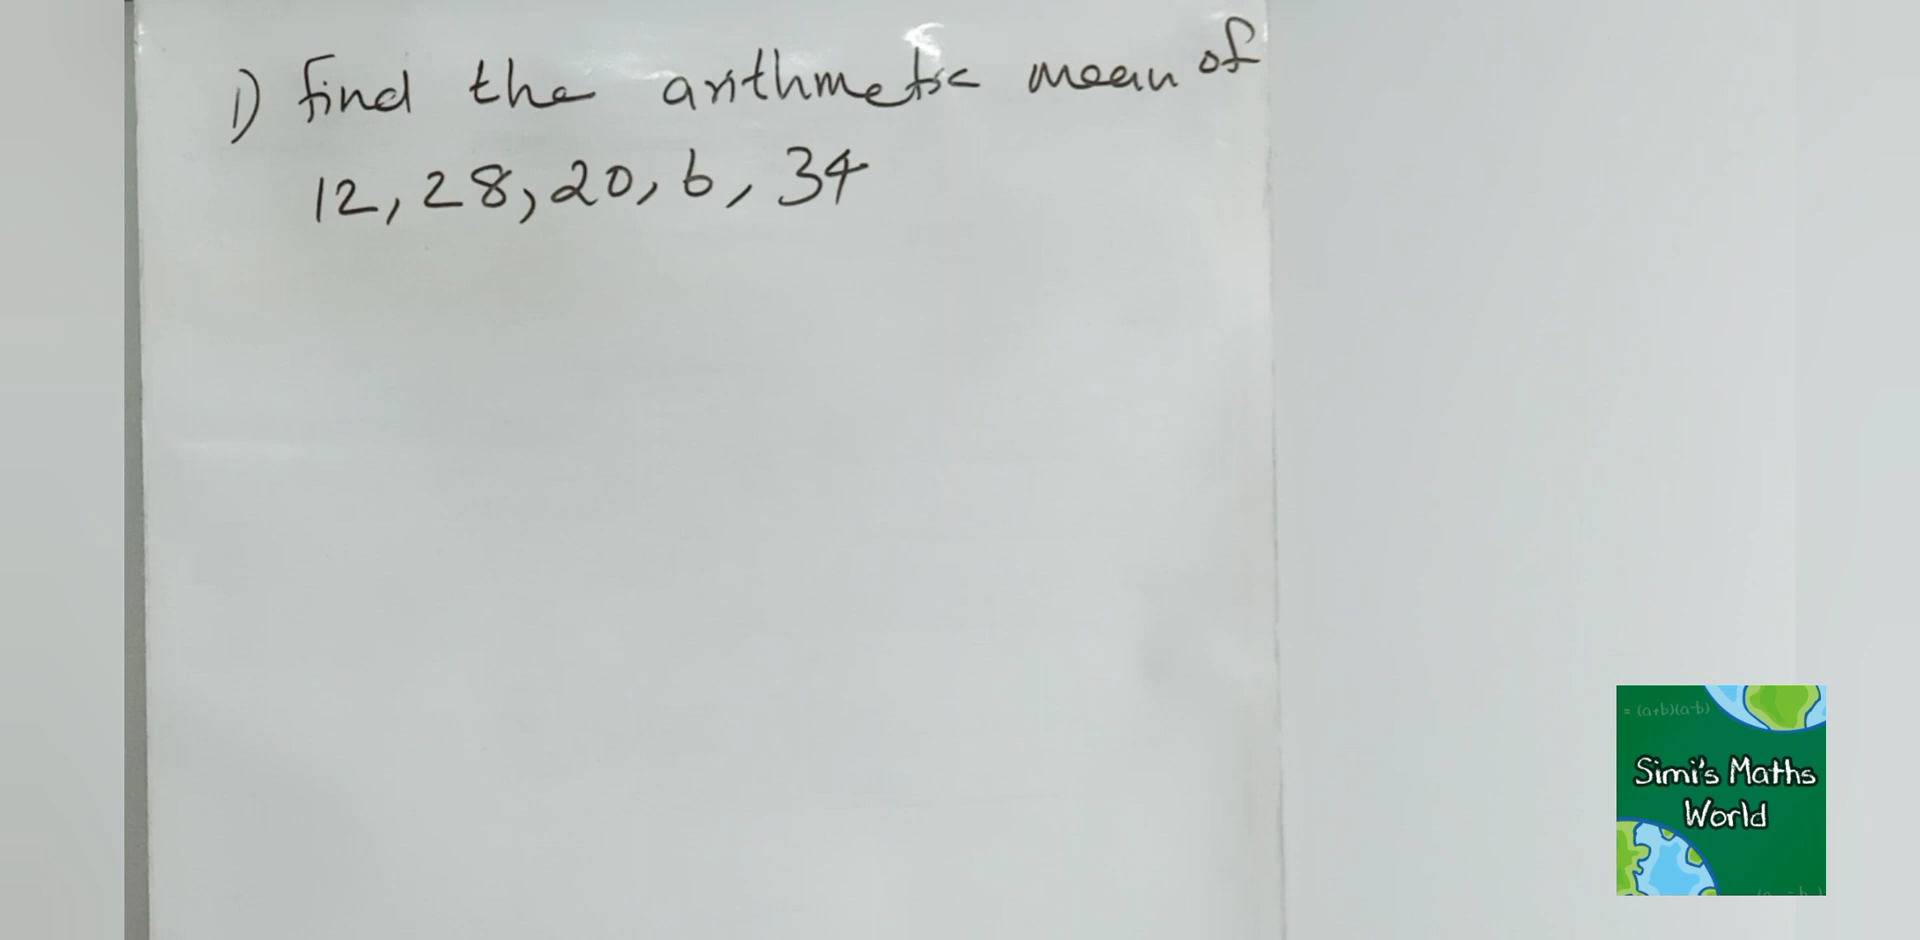 1) find the arithmetic mean of
12, 28, 20, 6, 34
= (a+b)(a-b)
Simi's Maths
World